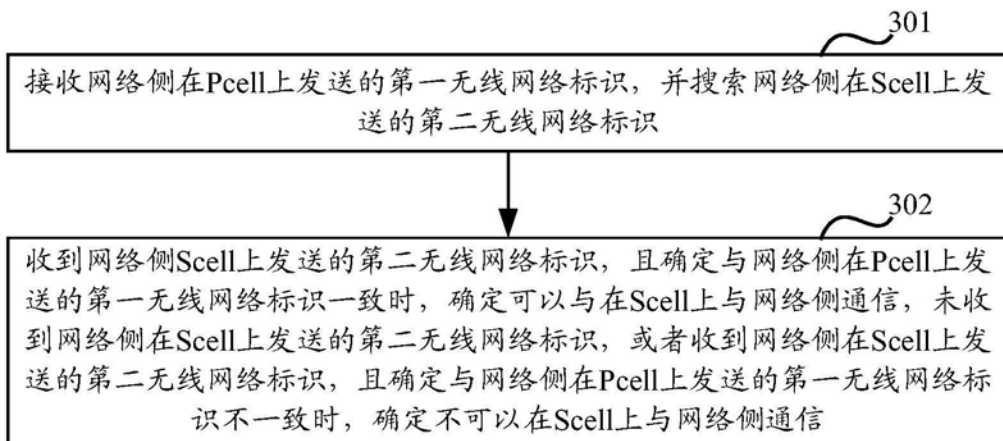 301
接收网络侧在Pcell上发送的第一无线网络标识，并搜索网络侧在Scell上发
送的第二无线网络标识
302
收到网络侧Scell上发送的第二无线网络标识，且确定与网络侧在Pcell上发
送的第一无线网络标识一致时，确定可以与在Scell上与网络侧通信，未收
到网络侧在Scell上发送的第二无线网络标识，或者收到网络侧在Scell上发
送的第二无线网络标识，且确定与网络侧在Pcell上发送的第一无线网络标
识不一致时，确定不可以在Scell上与网络侧通信